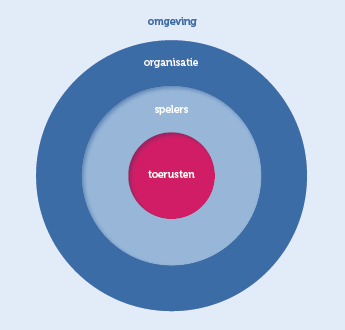 omgeving
organisatie
spelers
toerusten